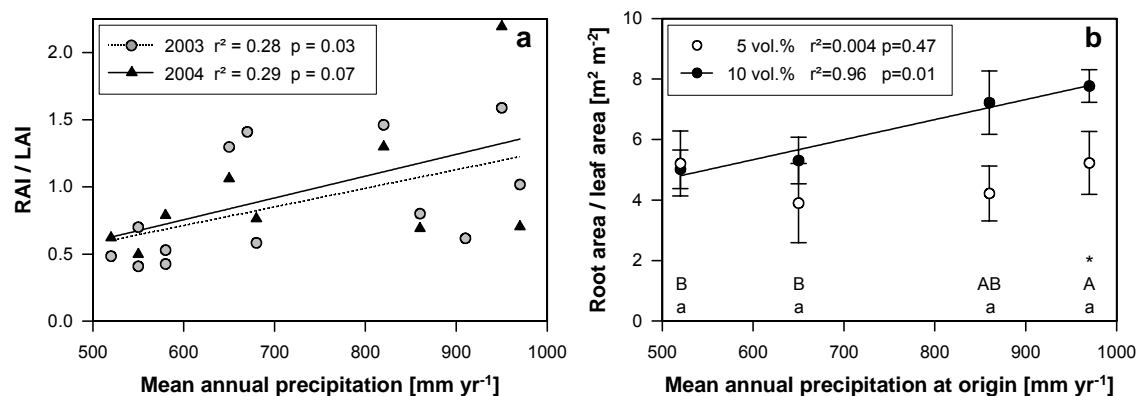 a
2003 r² = 0.28 p = 0.03
2004 r² = 0.29 p = 0.07
RAI / LAI
2.0
1.5
1.0
0.5
0.0
500 600 700 800 900 1000
Mean annual precipitation [mm yr⁻¹]
b
5 vol.% r²=0.004 p=0.47
10 vol.% r²=0.96 p=0.01
Root area / leaf area [m² m⁻²]
10
8
6
4
2
0
*
B B AB A
a a a a
500 600 700 800 900 1000
Mean annual precipitation at origin [mm yr⁻¹]